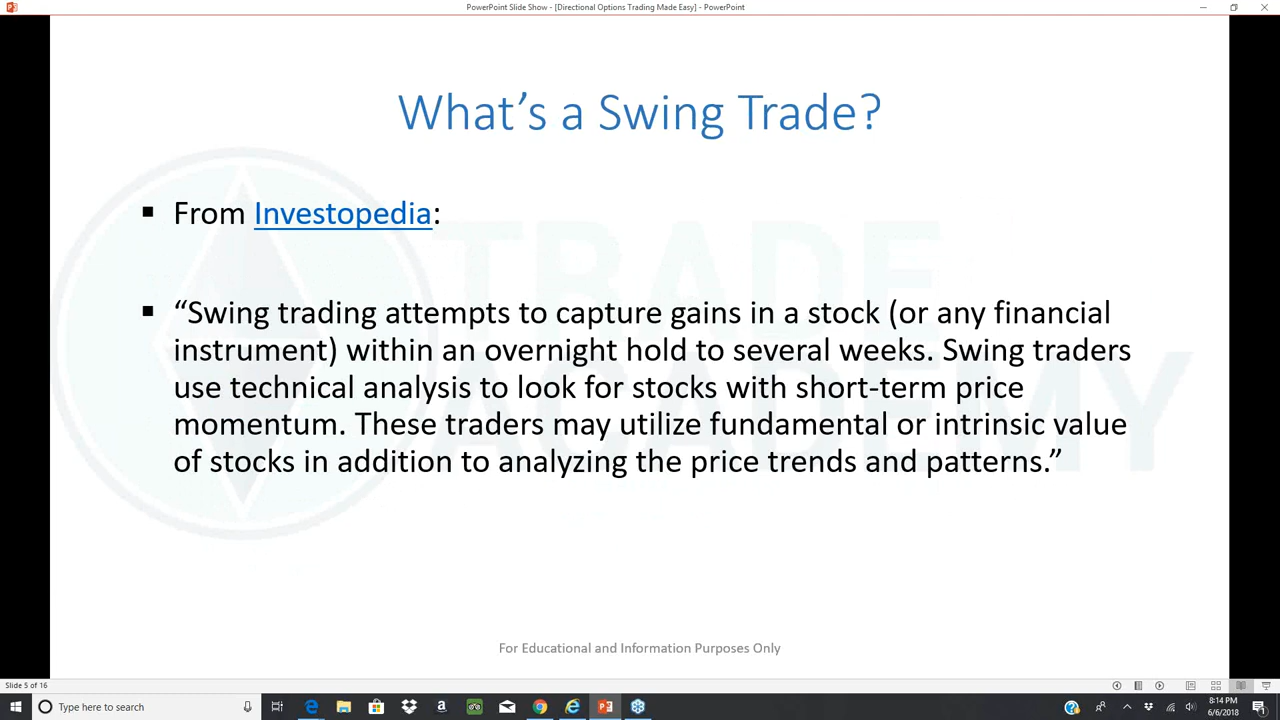 PowerPoint Slide Show - [Directional Options Trading Made Easy] - PowerPoint
What’s a Swing Trade?
TRADE
ACADEMY
▪ From Investopedia:
▪ “Swing trading attempts to capture gains in a stock (or any financial
instrument) within an overnight hold to several weeks. Swing traders
use technical analysis to look for stocks with short-term price
momentum. These traders may utilize fundamental or intrinsic value
of stocks in addition to analyzing the price trends and patterns.”
For Educational and Information Purposes Only
Slide 5 of 16
Type here to search
8:14 PM
6/6/2018